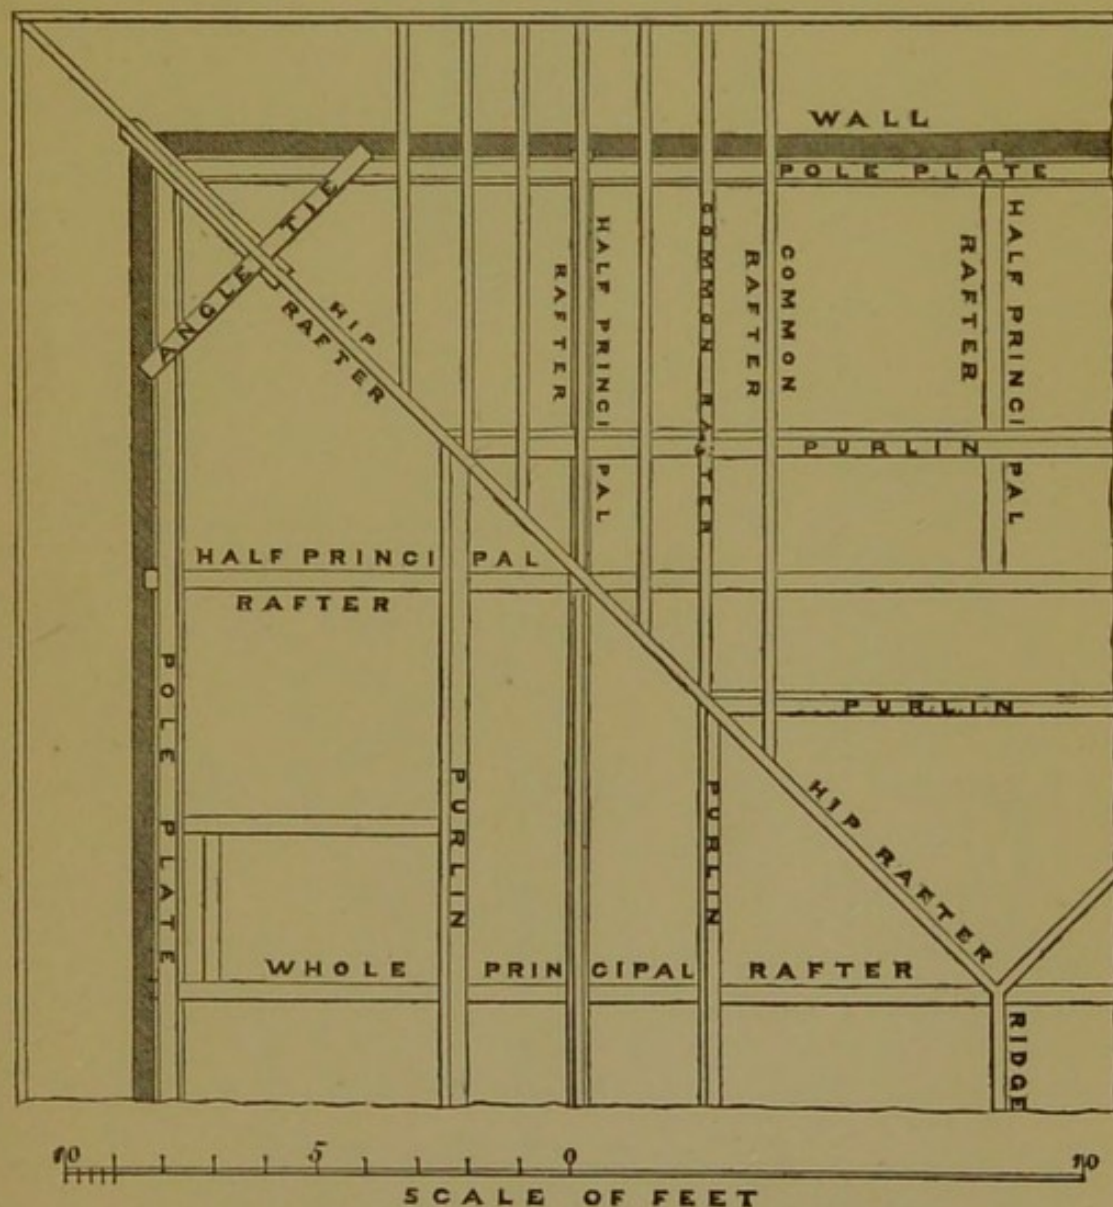 WALL
POLE PLATE
ANGLE TIE
HIP
RAFTER
HALF PRINCIPAL
RAFTER
COMMON RAFTER
COMMON
RAFTER
HALF PRINCIPAL
RAFTER
PURLIN
HALF PRINCIPAL
RAFTER
POLE PLATE
PURLIN
PURLIN
PURLIN
HIP RAFTER
WHOLE PRINCIPAL RAFTER
RIDGE
10 5 0 10
SCALE OF FEET